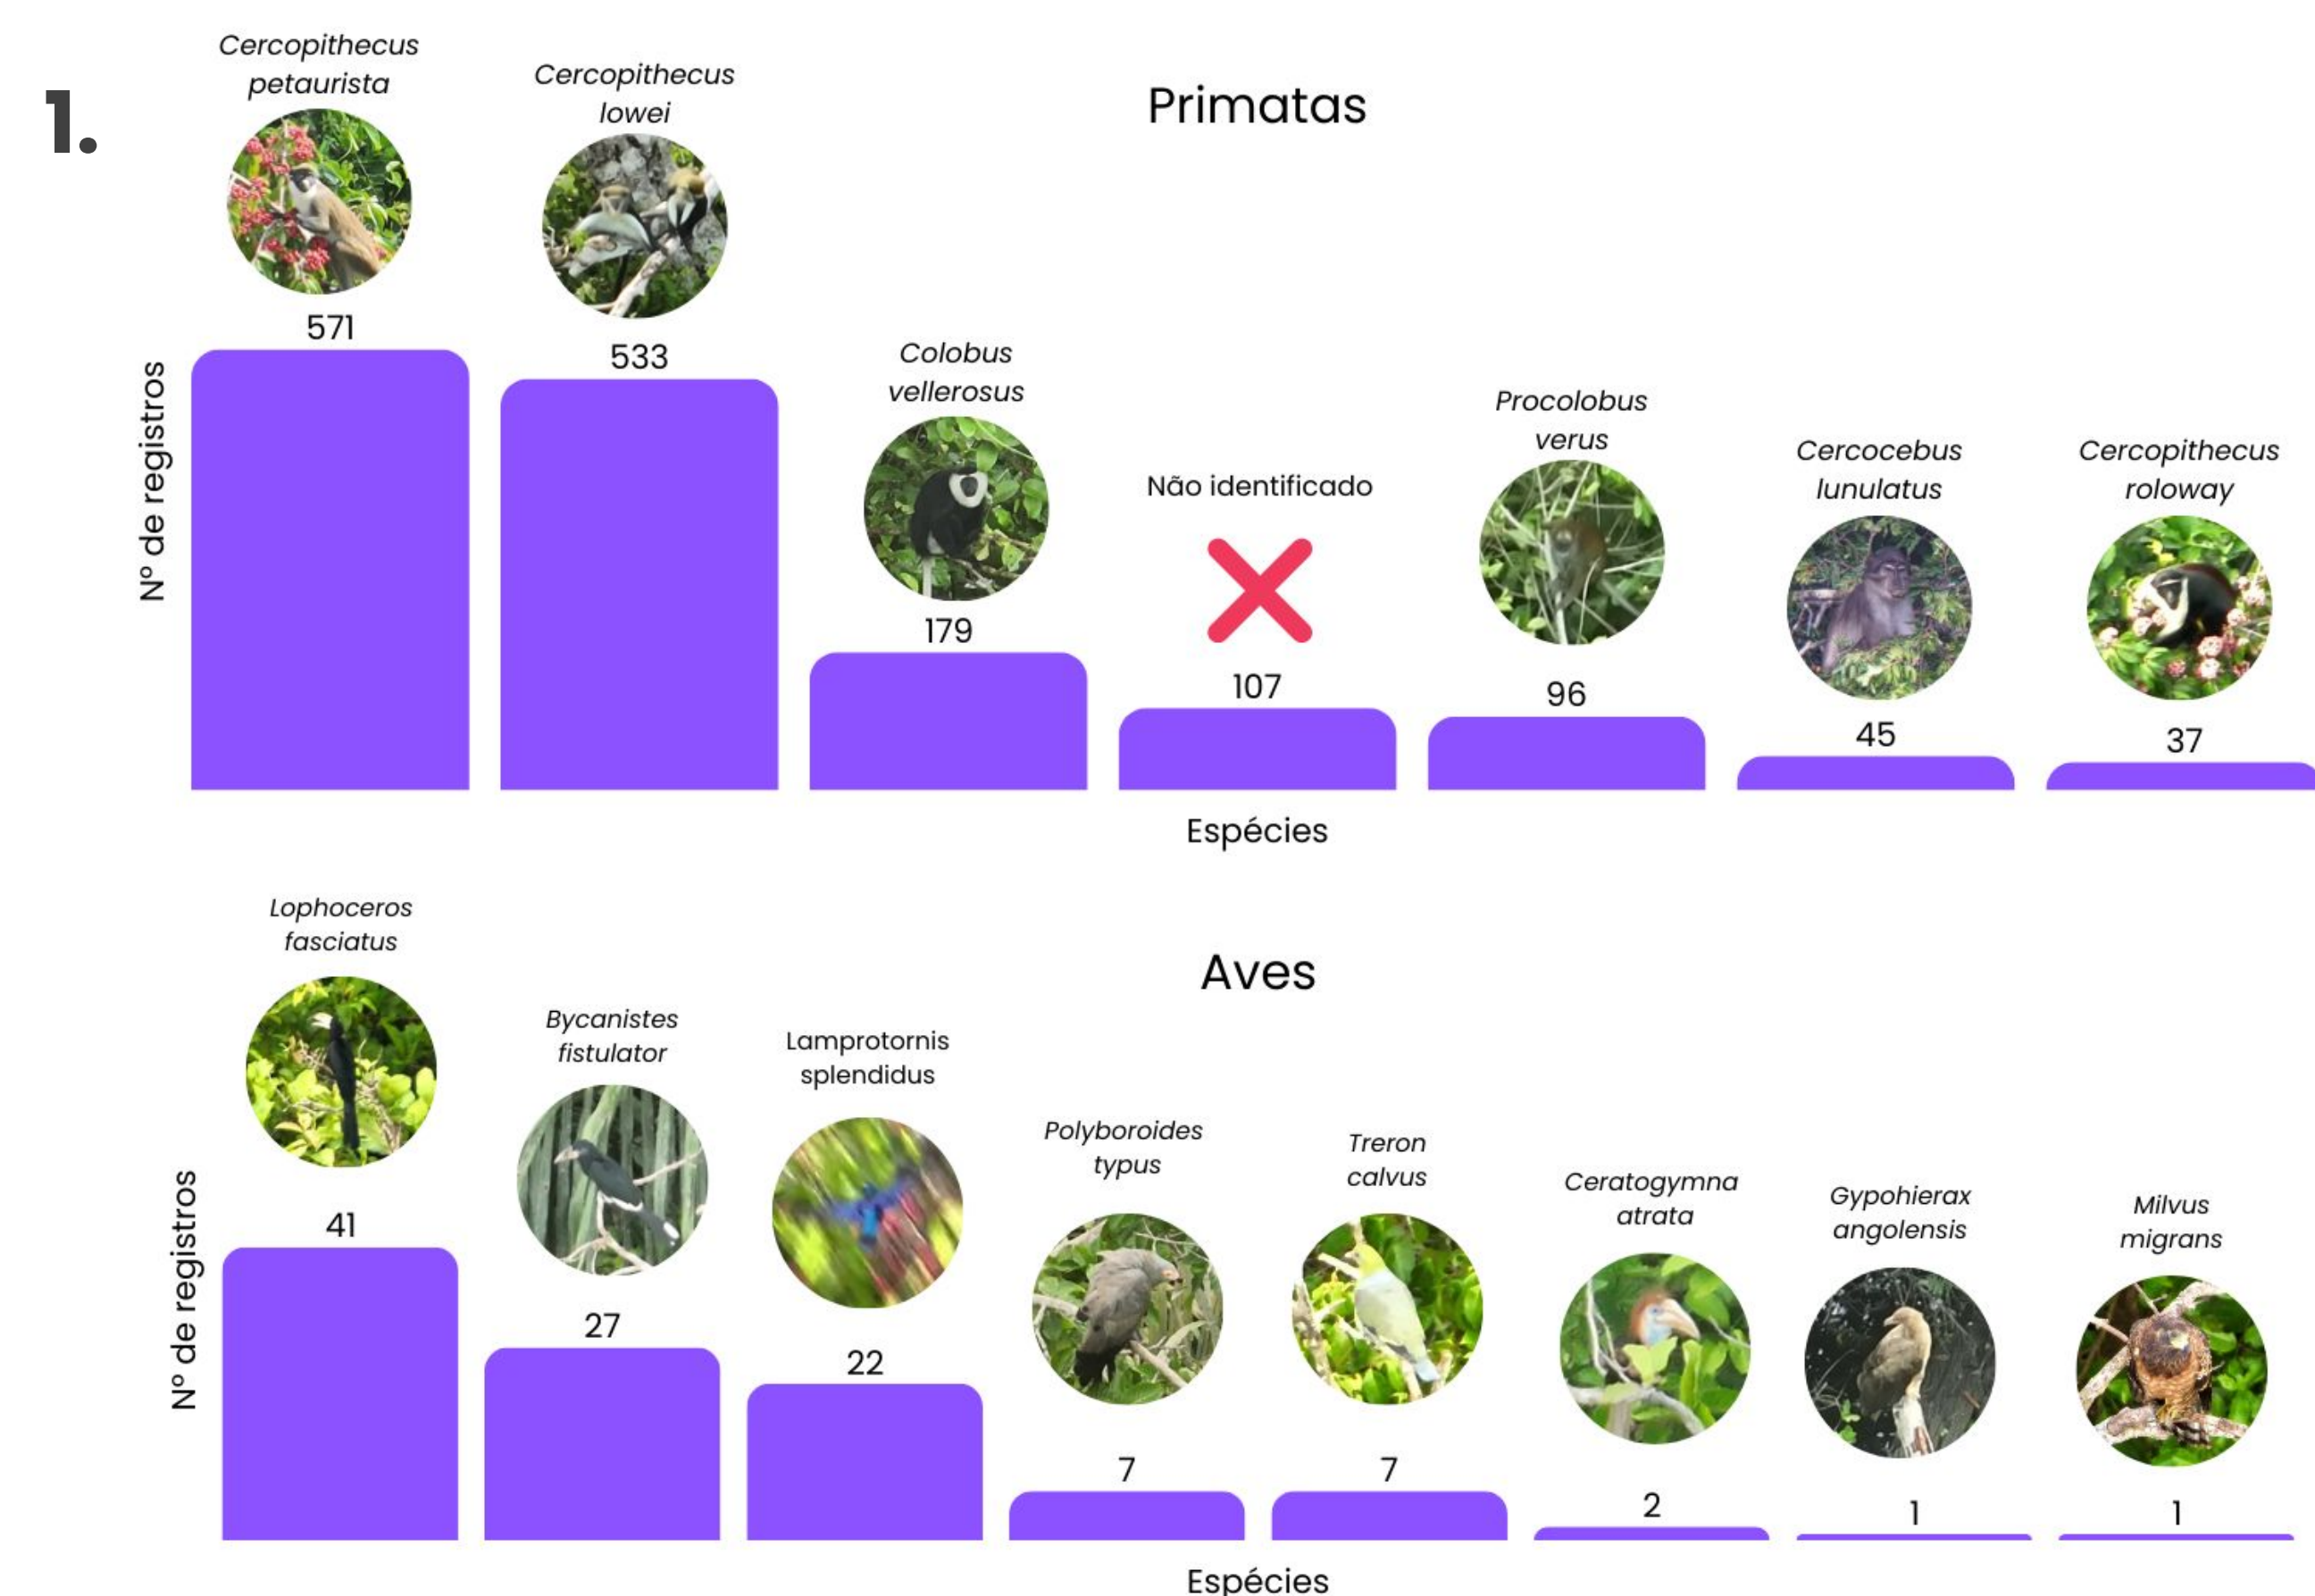 1.
Primatas
Cercopithecus
petaurista
571
Cercopithecus
lowei
533
Colobus
vellerosus
179
Não identificado
107
Procolobus
verus
96
Cercocebus
lunulatus
45
Cercopithecus
roloway
37
Nº de registros
Espécies
Aves
Lophoceros
fasciatus
41
Bycanistes
fistulator
27
Lamprotornis
splendidus
22
Polyboroides
typus
7
Treron
calvus
7
Ceratogymna
atrata
2
Gypohierax
angolensis
1
Milvus
migrans
1
Nº de registros
Espécies